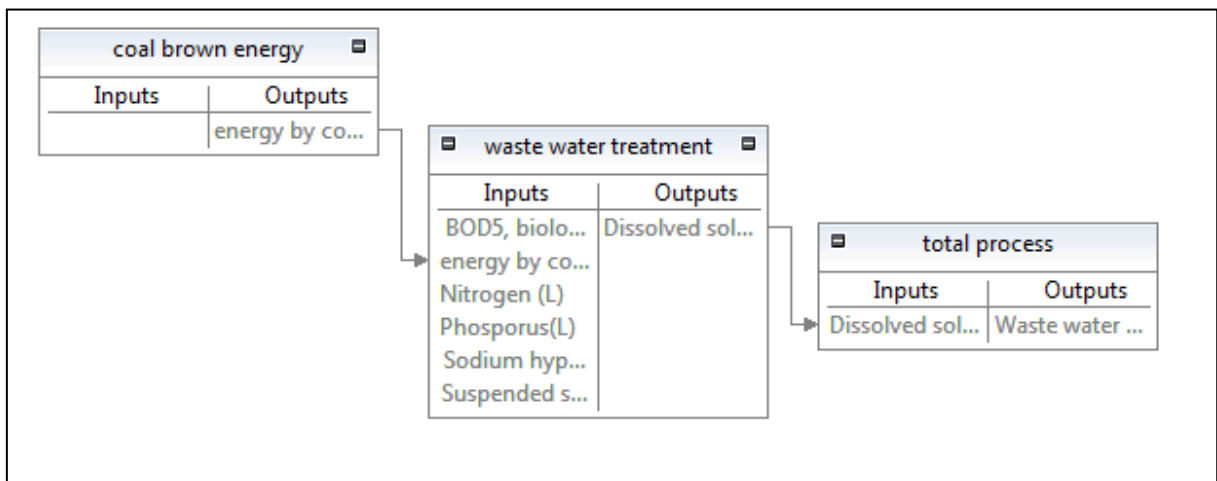 coal brown energy
Inputs Outputs
energy by co...
waste water treatment
Inputs Outputs
BOD5, biolo... Dissolved sol...
energy by co...
Nitrogen (L)
Phosporus(L)
Sodium hyp...
Suspended s...
total process
Inputs Outputs
Dissolved sol... Waste water ...